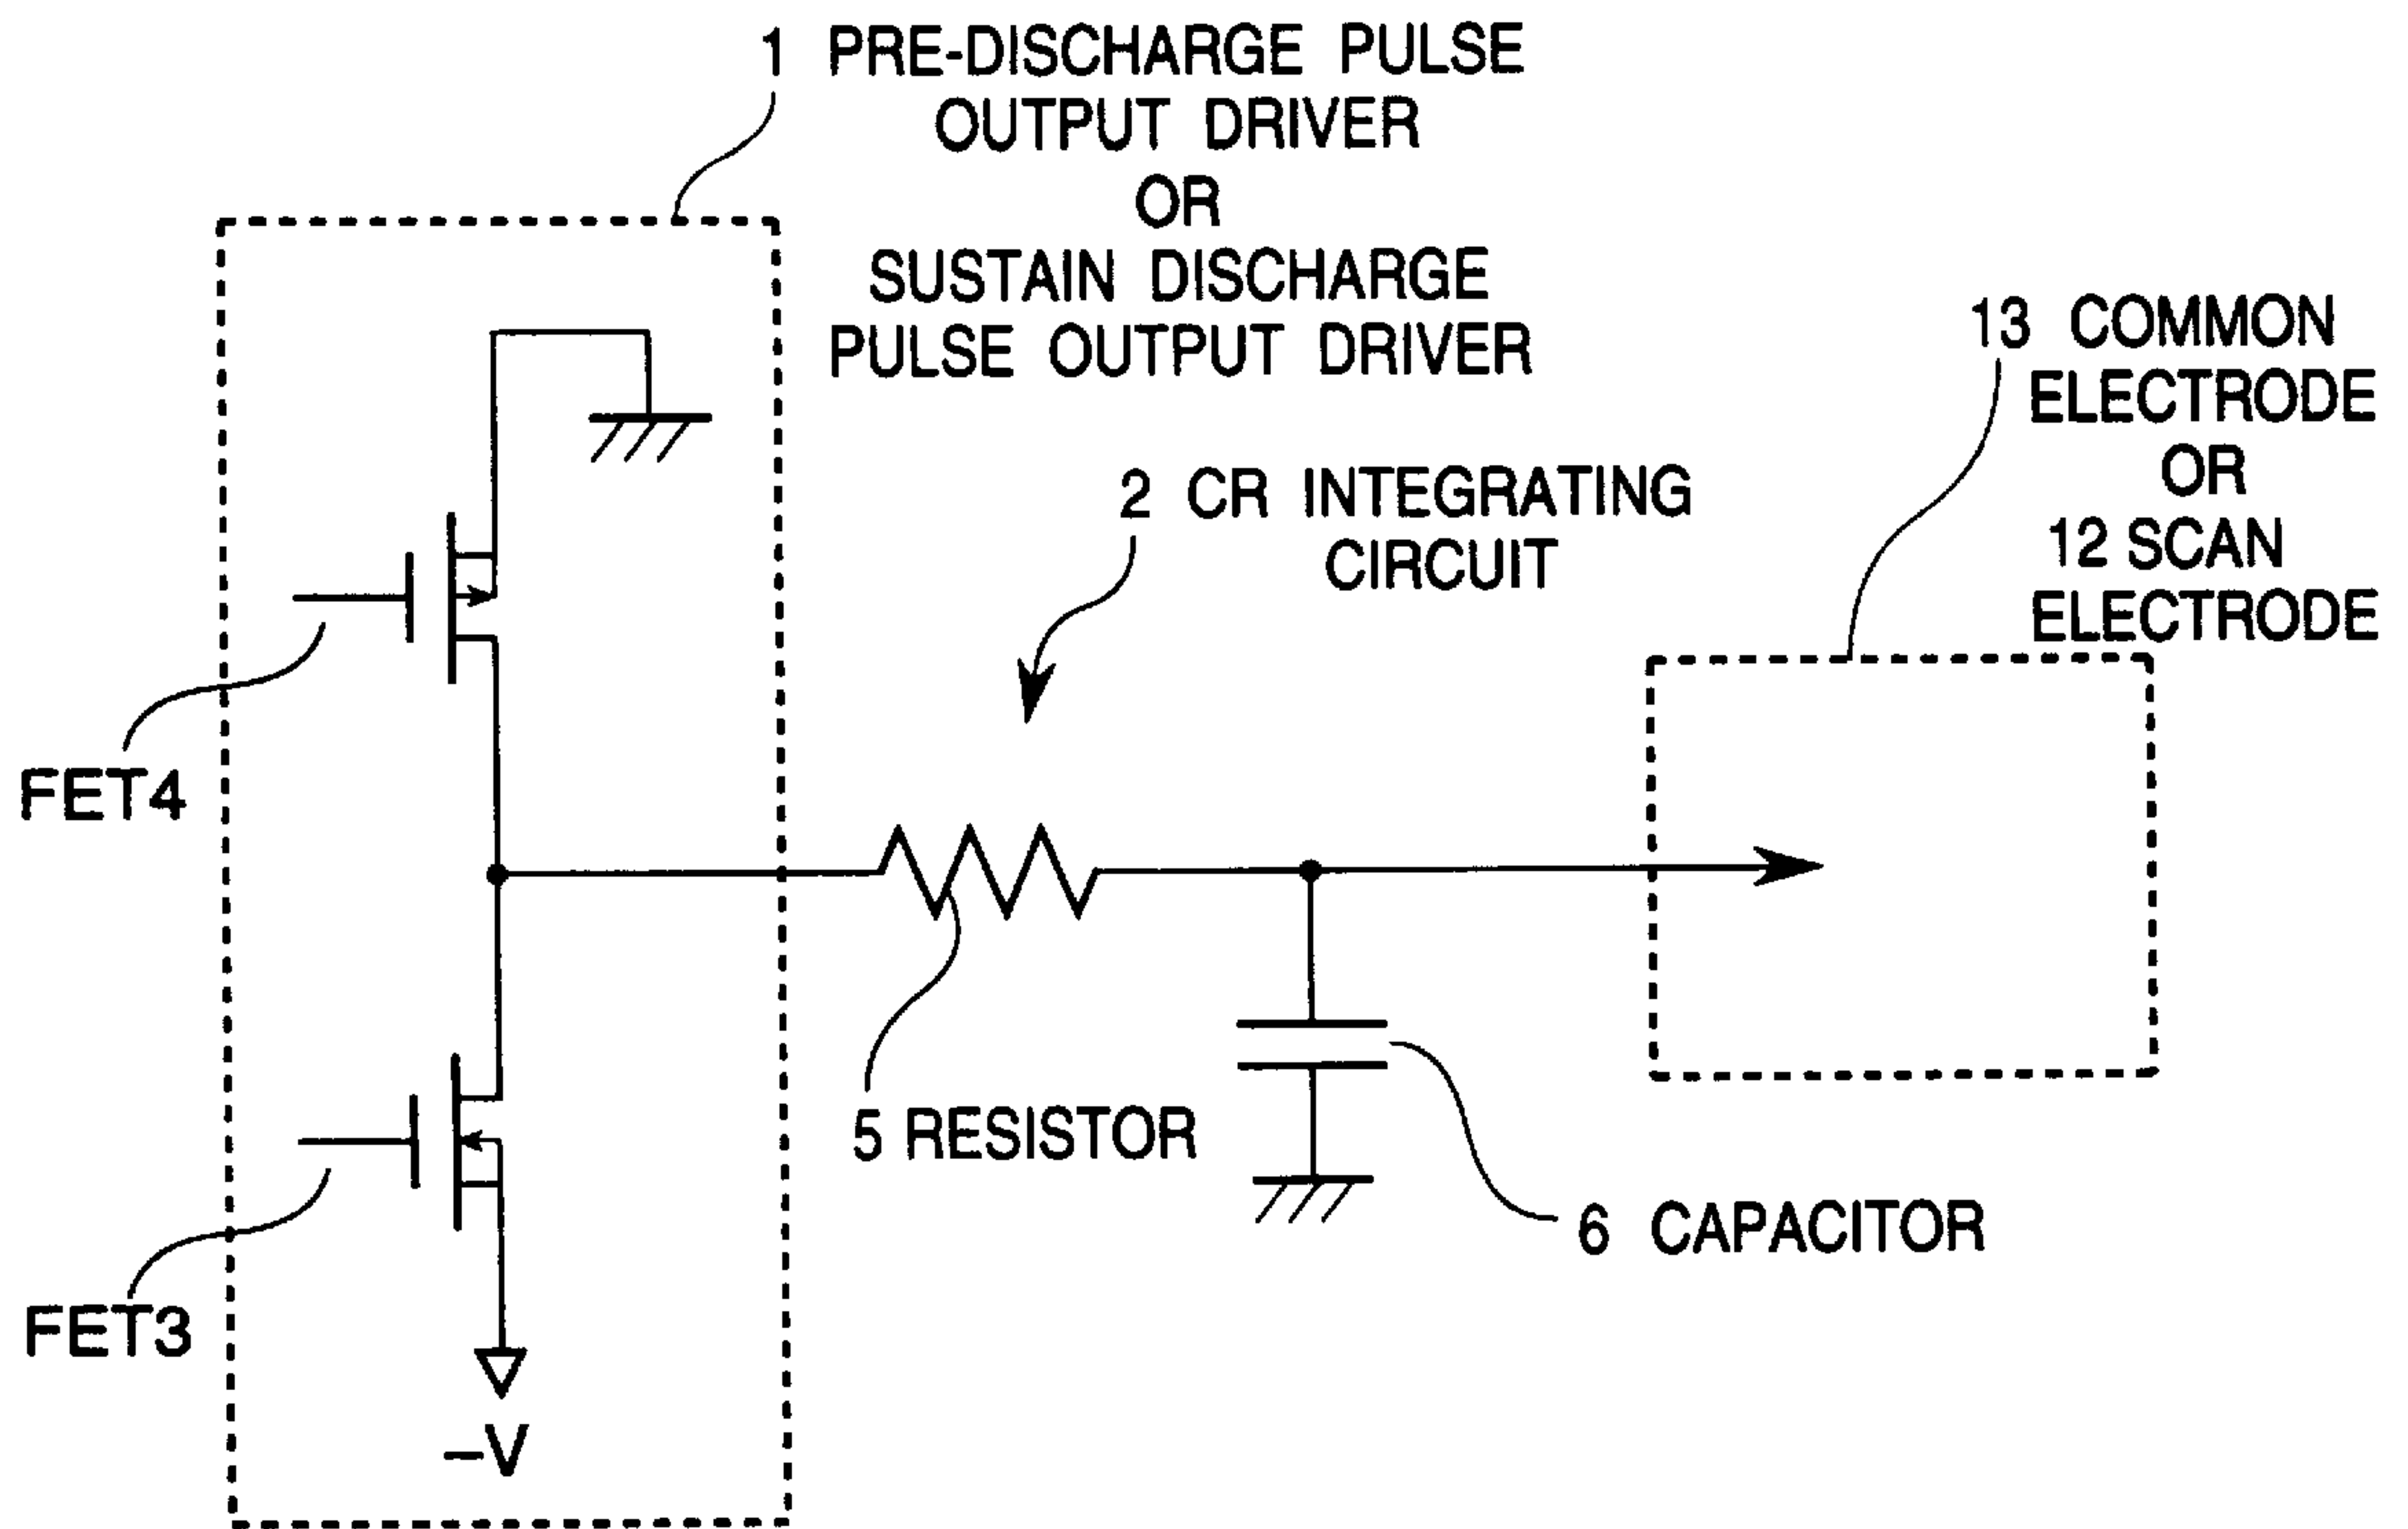 1 PRE-DISCHARGE PULSE
OUTPUT DRIVER
OR
SUSTAIN DISCHARGE
PULSE OUTPUT DRIVER
13 COMMON
ELECTRODE
OR
12 SCAN
ELECTRODE
2 CR INTEGRATING
CIRCUIT
FET4
5 RESISTOR
6 CAPACITOR
FET3
-V